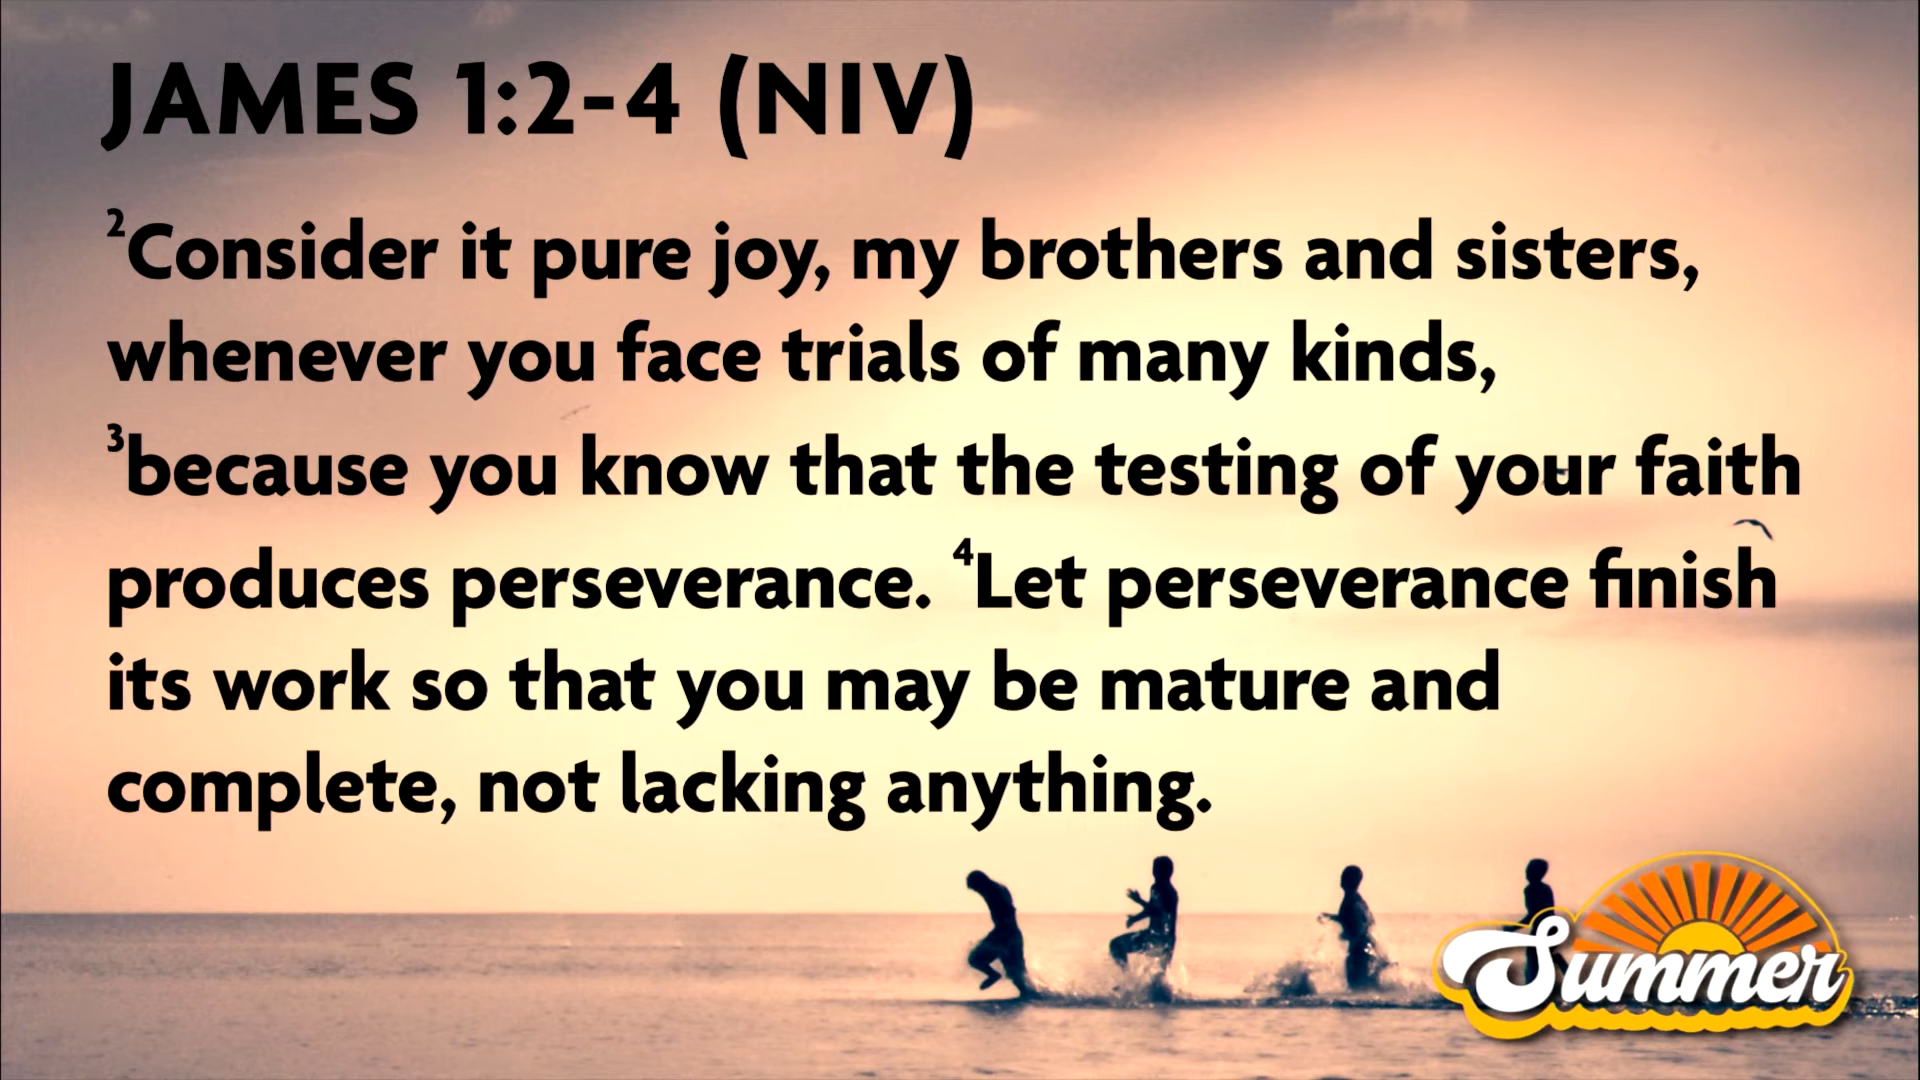 JAMES 1:2-4 (NIV)
²Consider it pure joy, my brothers and sisters,
whenever you face trials of many kinds,
³because you know that the testing of your faith
produces perseverance. ⁴Let perseverance finish
its work so that you may be mature and
complete, not lacking anything.
Summer